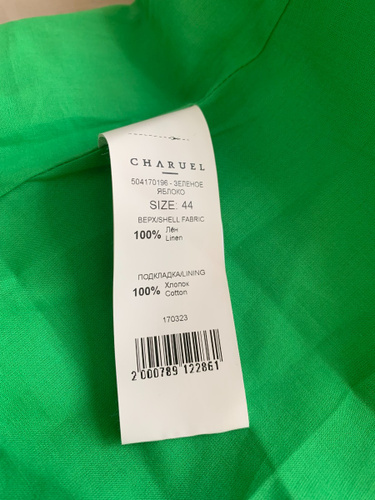 CHARUEL
504170196 - ЗЕЛЕНОЕ
ЯБЛОКО
SIZE: 44
ВЕРХ/SHELL FABRIC
100% Лён
Linen
ПОДКЛАДКА/LINING
100% Хлопок
Cotton
170323
2 000789 122861